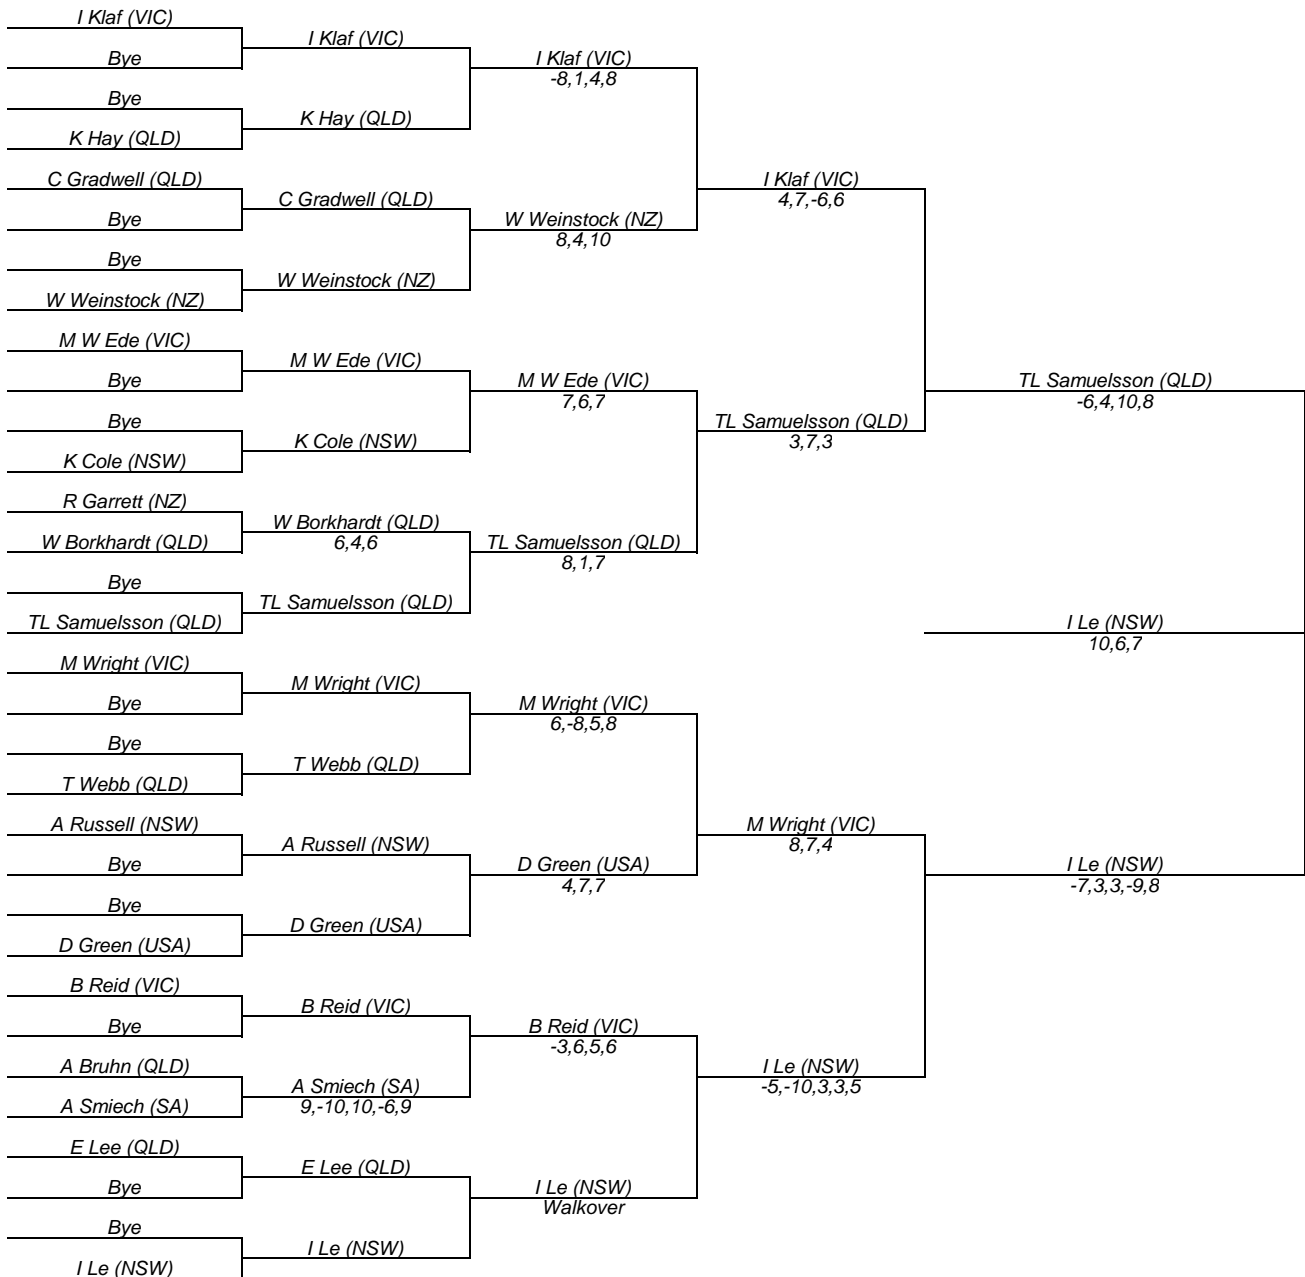 I Klaf (VIC)
Bye
Bye
K Hay (QLD)
C Gradwell (QLD)
Bye
Bye
W Weinstock (NZ)
M W Ede (VIC)
Bye
Bye
K Cole (NSW)
R Garrett (NZ)
W Borkhardt (QLD)
Bye
TL Samuelsson (QLD)
M Wright (VIC)
Bye
Bye
T Webb (QLD)
A Russell (NSW)
Bye
Bye
D Green (USA)
B Reid (VIC)
Bye
A Bruhn (QLD)
A Smiech (SA)
E Lee (QLD)
Bye
Bye
I Le (NSW)
I Klaf (VIC)
K Hay (QLD)
C Gradwell (QLD)
W Weinstock (NZ)
M W Ede (VIC)
K Cole (NSW)
W Borkhardt (QLD)
6,4,6
TL Samuelsson (QLD)
M Wright (VIC)
T Webb (QLD)
A Russell (NSW)
D Green (USA)
B Reid (VIC)
A Smiech (SA)
9,-10,10,-6,9
E Lee (QLD)
I Le (NSW)
I Klaf (VIC)
-8,1,4,8
W Weinstock (NZ)
8,4,10
M W Ede (VIC)
7,6,7
TL Samuelsson (QLD)
8,1,7
M Wright (VIC)
6,-8,5,8
D Green (USA)
4,7,7
B Reid (VIC)
-3,6,5,6
I Le (NSW)
Walkover
I Klaf (VIC)
4,7,-6,6
TL Samuelsson (QLD)
3,7,3
M Wright (VIC)
8,7,4
I Le (NSW)
-5,-10,3,3,5
TL Samuelsson (QLD)
-6,4,10,8
I Le (NSW)
10,6,7
I Le (NSW)
-7,3,3,-9,8